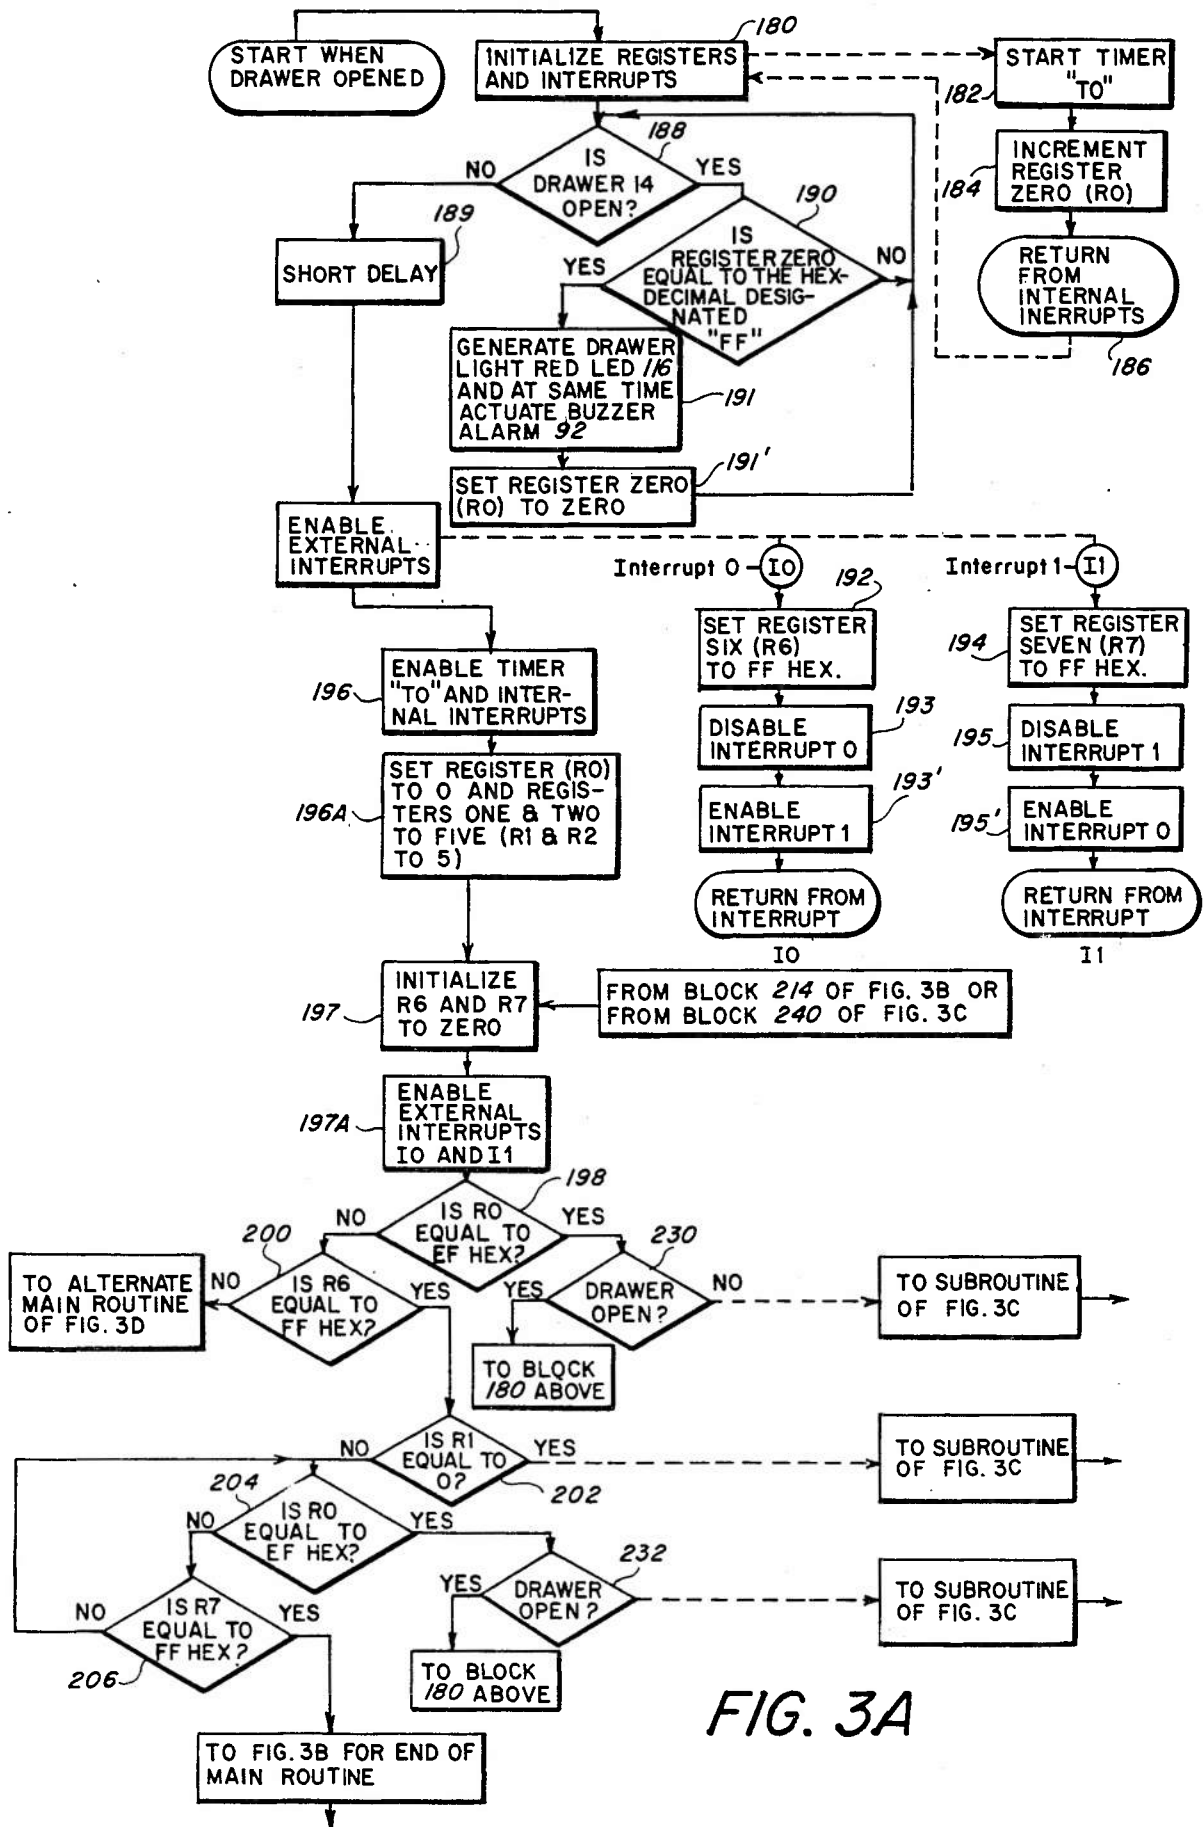 START WHEN
DRAWER OPENED
INITIALIZE REGISTERS
AND INTERRUPTS
180
START TIMER
"TO"
182
INCREMENT
REGISTER
ZERO (RO)
184
RETURN
FROM
INTERNAL
INERRUPTS
186
IS
DRAWER 14
OPEN?
188
NO
YES
189
SHORT DELAY
190
IS
REGISTER ZERO
EQUAL TO THE HEX-
DECIMAL DESIG-
NATED
"FF"
YES
NO
GENERATE DRAWER
LIGHT RED LED 116
AND AT SAME TIME
ACTUATE BUZZER
ALARM 92
191
SET REGISTER ZERO
(RO) TO ZERO
191'
ENABLE
EXTERNAL
INTERRUPTS
Interrupt 0
I0
Interrupt 1
I1
192
SET REGISTER
SIX (R6)
TO FF HEX.
194
SET REGISTER
SEVEN (R7)
TO FF HEX.
193
DISABLE
INTERRUPT 0
195
DISABLE
INTERRUPT 1
193'
ENABLE
INTERRUPT 1
195'
ENABLE
INTERRUPT 0
RETURN FROM
INTERRUPT
I0
RETURN FROM
INTERRUPT
I1
196
ENABLE TIMER
"TO" AND INTER-
NAL INTERRUPTS
196A
SET REGISTER (RO)
TO O AND REGIS-
TERS ONE & TWO
TO FIVE (R1 & R2
TO 5)
197
INITIALIZE
R6 AND R7
TO ZERO
FROM BLOCK 214 OF FIG. 3B OR
FROM BLOCK 240 OF FIG. 3C
197A
ENABLE
EXTERNAL
INTERRUPTS
I0 AND I1
198
IS RO
EQUAL TO
EF HEX?
NO
YES
200
IS R6
EQUAL TO
FF HEX?
NO
YES
TO ALTERNATE
MAIN ROUTINE
OF FIG. 3D
230
DRAWER
OPEN?
YES
NO
TO SUBROUTINE
OF FIG. 3C
TO BLOCK
180 ABOVE
IS R1
EQUAL TO
0?
NO
YES
202
TO SUBROUTINE
OF FIG. 3C
204
IS RO
EQUAL TO
EF HEX?
NO
YES
232
DRAWER
OPEN?
YES
TO SUBROUTINE
OF FIG. 3C
IS R7
EQUAL TO
FF HEX?
NO
YES
206
TO BLOCK
180 ABOVE
TO FIG. 3B FOR END OF
MAIN ROUTINE
FIG. 3A